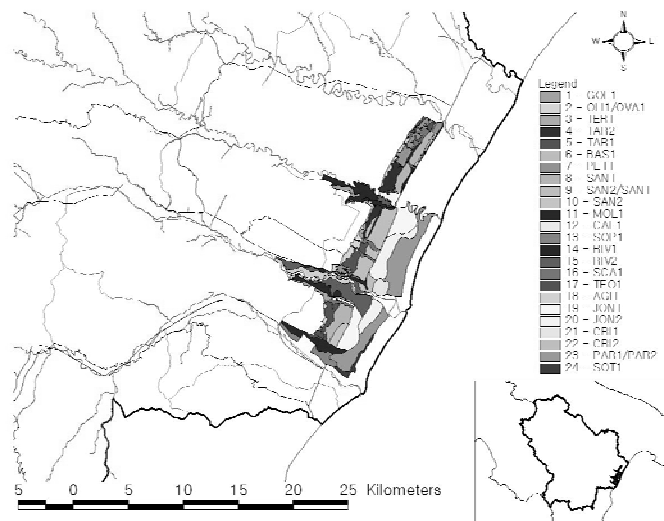 N
W L
S
Legend
1 - GOL1
2 - OLI1/OVA1
3 - TER1
4 - TAR2
5 - TAR1
6 - BAS1
7 - PET1
8 - SAN1
9 - SAN2/SAN1
10 - SAN2
11 - MOL1
12 - CAF1
13 - SOP1
14 - RIV1
15 - RIV2
16 - SCA1
17 - TEO1
18 - AGI1
19 - JON1
20 - JON2
21 - CRI1
22 - CRI2
23 - PAR1/PAR2
24 - SOT1
5 0 5 10 15 20 25 Kilometers